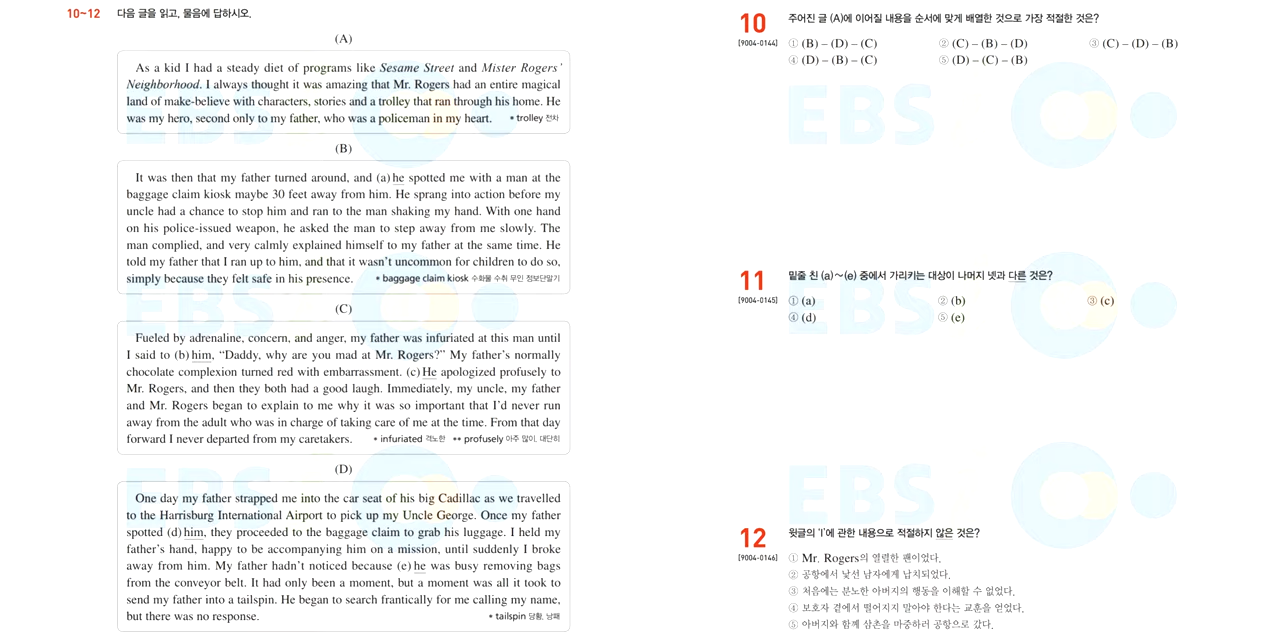 10~12 다음 글을 읽고, 물음에 답하시오.
(A)
As a kid I had a steady diet of programs like Sesame Street and Mister Rogers'
Neighborhood. I always thought it was amazing that Mr. Rogers had an entire magical
land of make-believe with characters, stories and a trolley that ran through his home. He
was my hero, second only to my father, who was a policeman in my heart. * trolley 전차
(B)
It was then that my father turned around, and (a) he spotted me with a man at the
baggage claim kiosk maybe 30 feet away from him. He sprang into action before my
uncle had a chance to stop him and ran to the man shaking my hand. With one hand
on his police-issued weapon, he asked the man to step away from me slowly. The
man complied, and very calmly explained himself to my father at the same time. He
told my father that I ran up to him, and that it wasn't uncommon for children to do so,
simply because they felt safe in his presence. * baggage claim kiosk 수화물 수취 무인 정보단말기
(C)
Fueled by adrenaline, concern, and anger, my father was infuriated at this man until
I said to (b) him, “Daddy, why are you mad at Mr. Rogers?” My father's normally
chocolate complexion turned red with embarrassment. (c) He apologized profusely to
Mr. Rogers, and then they both had a good laugh. Immediately, my uncle, my father
and Mr. Rogers began to explain to me why it was so important that I'd never run
away from the adult who was in charge of taking care of me at the time. From that day
forward I never departed from my caretakers. * infuriated 격노한 ** profusely 아주 많이, 대단히
(D)
One day my father strapped me into the car seat of his big Cadillac as we travelled
to the Harrisburg International Airport to pick up my Uncle George. Once my father
spotted (d) him, they proceeded to the baggage claim to grab his luggage. I held my
father's hand, happy to be accompanying him on a mission, until suddenly I broke
away from him. My father hadn't noticed because (e) he was busy removing bags
from the conveyor belt. It had only been a moment, but a moment was all it took to
send my father into a tailspin. He began to search frantically for me calling my name,
but there was no response. * tailspin 당황, 낭패
10 주어진 글 (A)에 이어질 내용을 순서에 맞게 배열한 것으로 가장 적절한 것은?
[9004-0144]
① (B) – (D) – (C) ② (C) – (B) – (D) ③ (C) – (D) – (B)
④ (D) – (B) – (C) ⑤ (D) – (C) – (B)
EBS
11 밑줄 친 (a)~(e) 중에서 가리키는 대상이 나머지 넷과 다른 것은?
[9004-0145]
① (a) ② (b) ③ (c)
④ (d) ⑤ (e)
EBS
12 윗글의 'I'에 관한 내용으로 적절하지 않은 것은?
[9004-0146]
① Mr. Rogers의 열렬한 팬이었다.
② 공항에서 낯선 남자에게 납치되었다.
③ 처음에는 분노한 아버지의 행동을 이해할 수 없었다.
④ 보호자 곁에서 떨어지지 말아야 한다는 교훈을 얻었다.
⑤ 아버지와 함께 삼촌을 마중하러 공항으로 갔다.